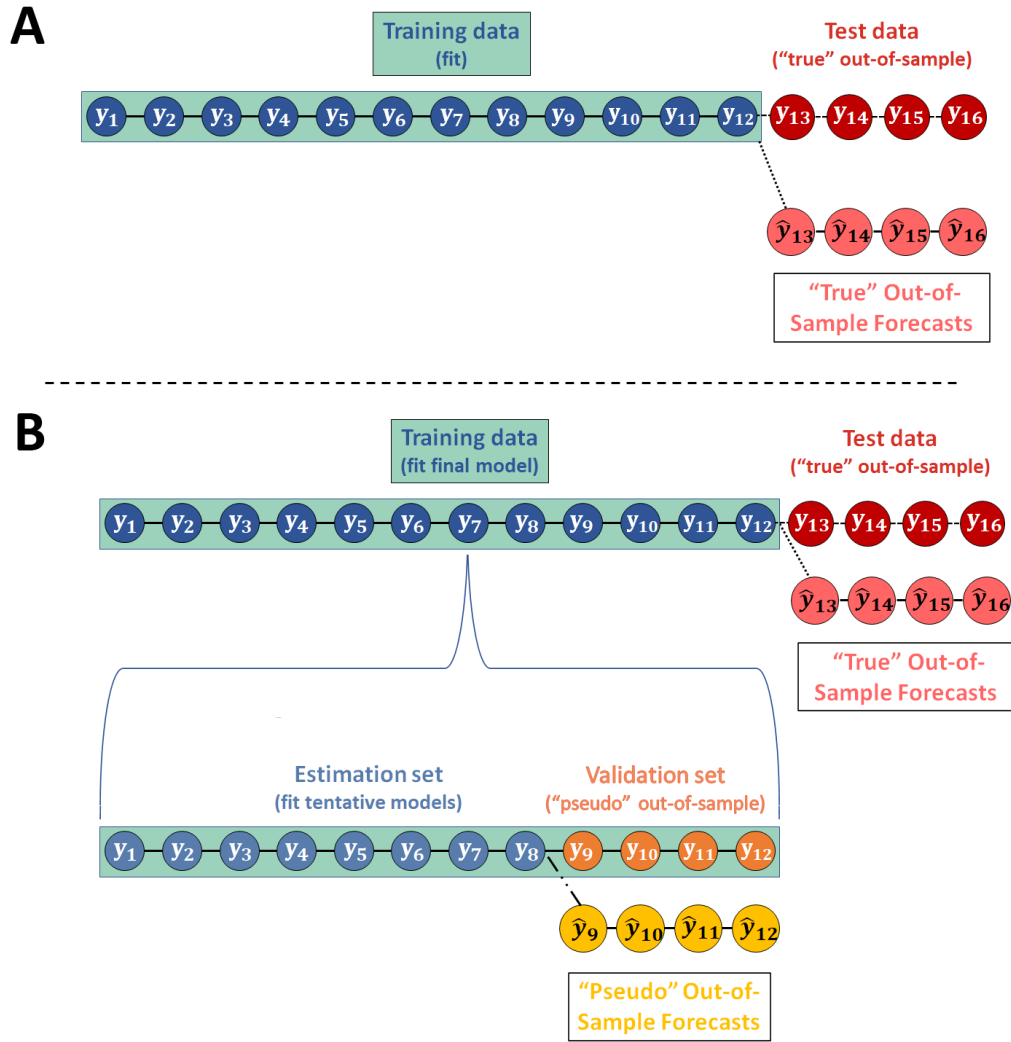 A
Training data
(fit)
Test data
(“true” out-of-sample)
y₁ y₂ y₃ y₄ y₅ y₆ y₇ y₈ y₉ y₁₀ y₁₁ y₁₂ y₁₃ y₁₄ y₁₅ y₁₆
ŷ₁₃ ŷ₁₄ ŷ₁₅ ŷ₁₆
“True” Out-of-
Sample Forecasts
B
Training data
(fit final model)
Test data
(“true” out-of-sample)
y₁ y₂ y₃ y₄ y₅ y₆ y₇ y₈ y₉ y₁₀ y₁₁ y₁₂ y₁₃ y₁₄ y₁₅ y₁₆
ŷ₁₃ ŷ₁₄ ŷ₁₅ ŷ₁₆
“True” Out-of-
Sample Forecasts
Estimation set
(fit tentative models)
Validation set
(“pseudo” out-of-sample)
y₁ y₂ y₃ y₄ y₅ y₆ y₇ y₈ y₉ y₁₀ y₁₁ y₁₂
ŷ₉ ŷ₁₀ ŷ₁₁ ŷ₁₂
“Pseudo” Out-of-
Sample Forecasts